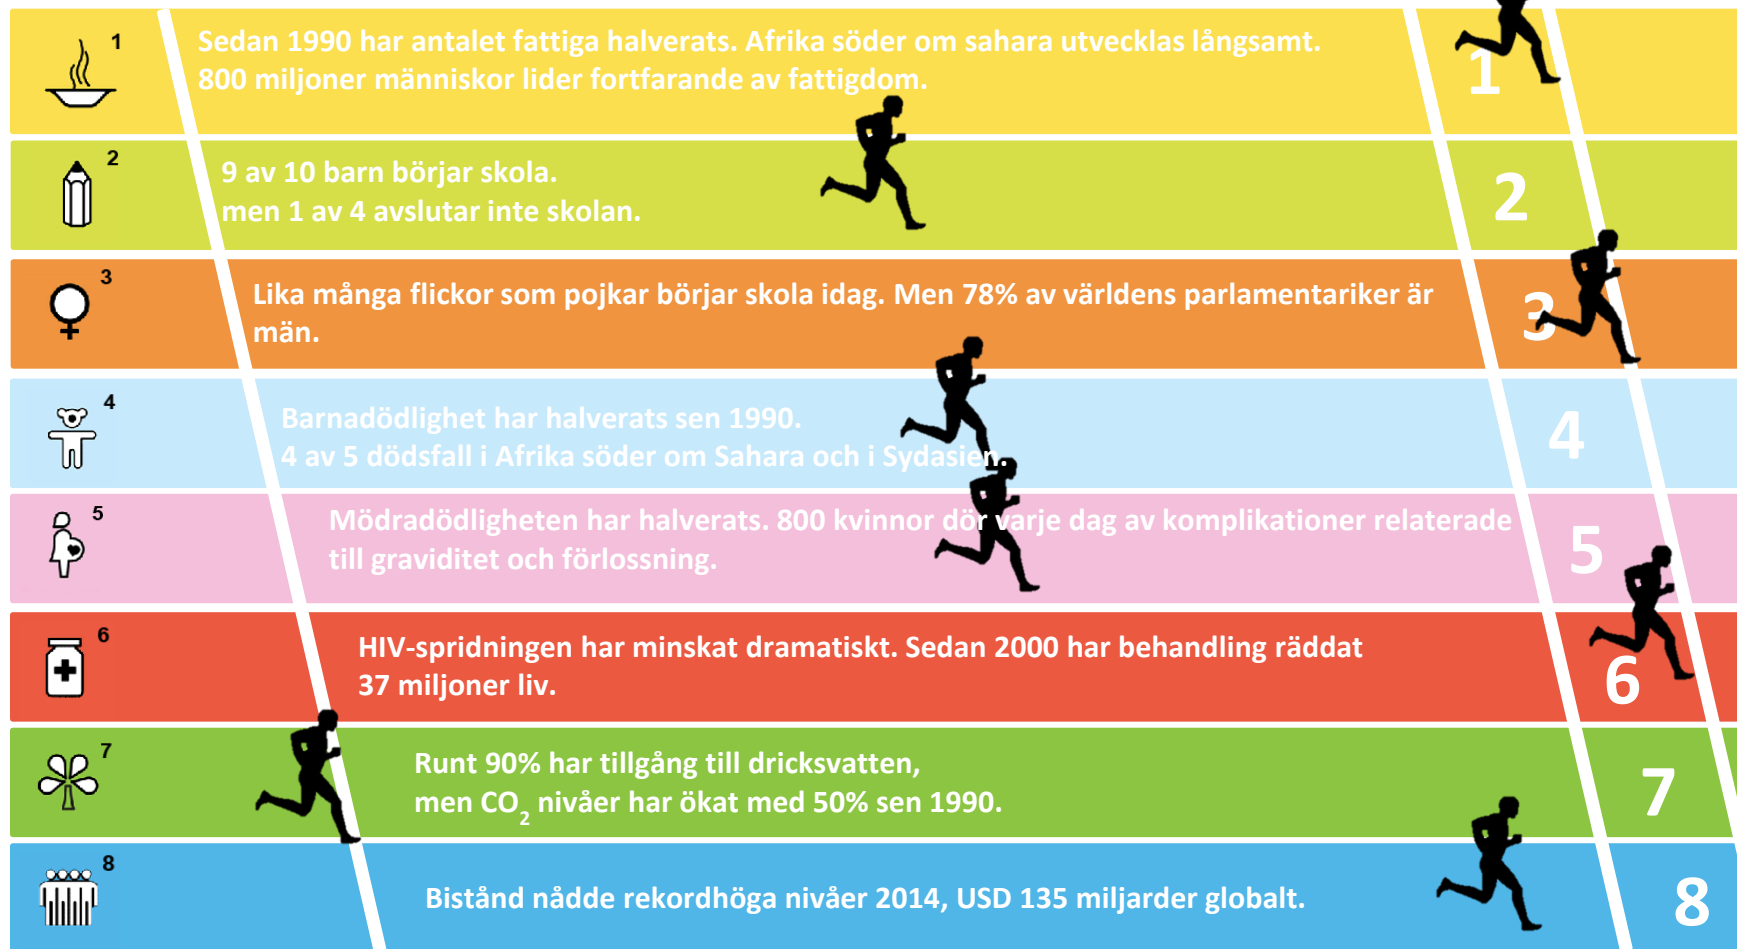 1
Sedan 1990 har antalet fattiga halverats. Afrika söder om sahara utvecklas långsamt.
800 miljoner människor lider fortfarande av fattigdom.
1
2
9 av 10 barn börjar skola.
men 1 av 4 avslutar inte skolan.
2
3
Lika många flickor som pojkar börjar skola idag. Men 78% av världens parlamentariker är
män.
3
4
Barnadödlighet har halverats sen 1990.
4 av 5 dödsfall i Afrika söder om Sahara och i Sydasien.
4
5
Mödradödligheten har halverats. 800 kvinnor dör varje dag av komplikationer relaterade
till graviditet och förlossning.
5
6
HIV-spridningen har minskat dramatiskt. Sedan 2000 har behandling räddat
37 miljoner liv.
6
7
Runt 90% har tillgång till dricksvatten,
men CO₂ nivåer har ökat med 50% sen 1990.
7
8
Bistånd nådde rekordhöga nivåer 2014, USD 135 miljarder globalt.
8